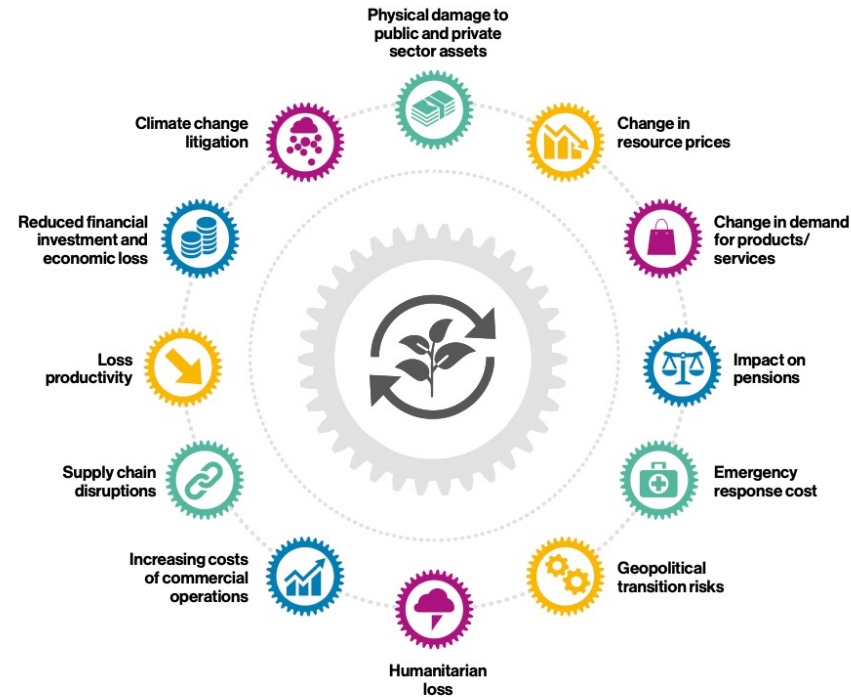 Physical damage to
public and private
sector assets
Change in
resource prices
Change in demand
for products/
services
Impact on
pensions
Emergency
response cost
Geopolitical
transition risks
Humanitarian
loss
Increasing costs
of commercial
operations
Supply chain
disruptions
Loss
productivity
Reduced financial
investment and
economic loss
Climate change
litigation